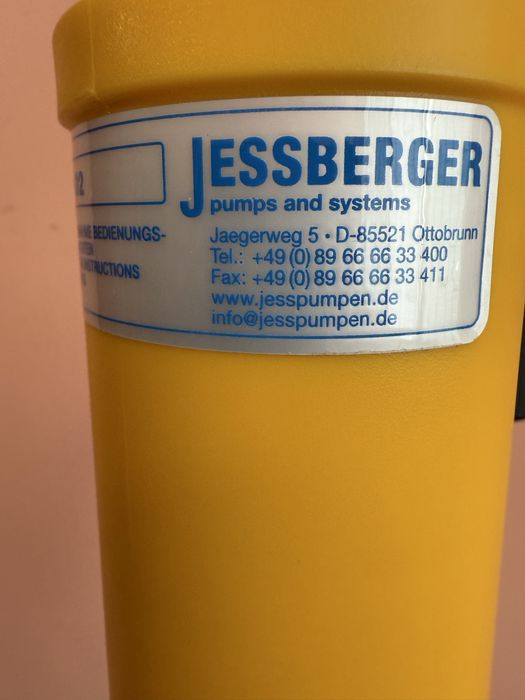 JESSBERGER
pumps and systems
Jaegerweg 5 • D-85521 Ottobrunn
Tel.: +49 (0) 89 66 66 33 400
Fax: +49 (0) 89 66 66 33 411
www.jesspumpen.de
info@jesspumpen.de
2
BEDIENUNGS-